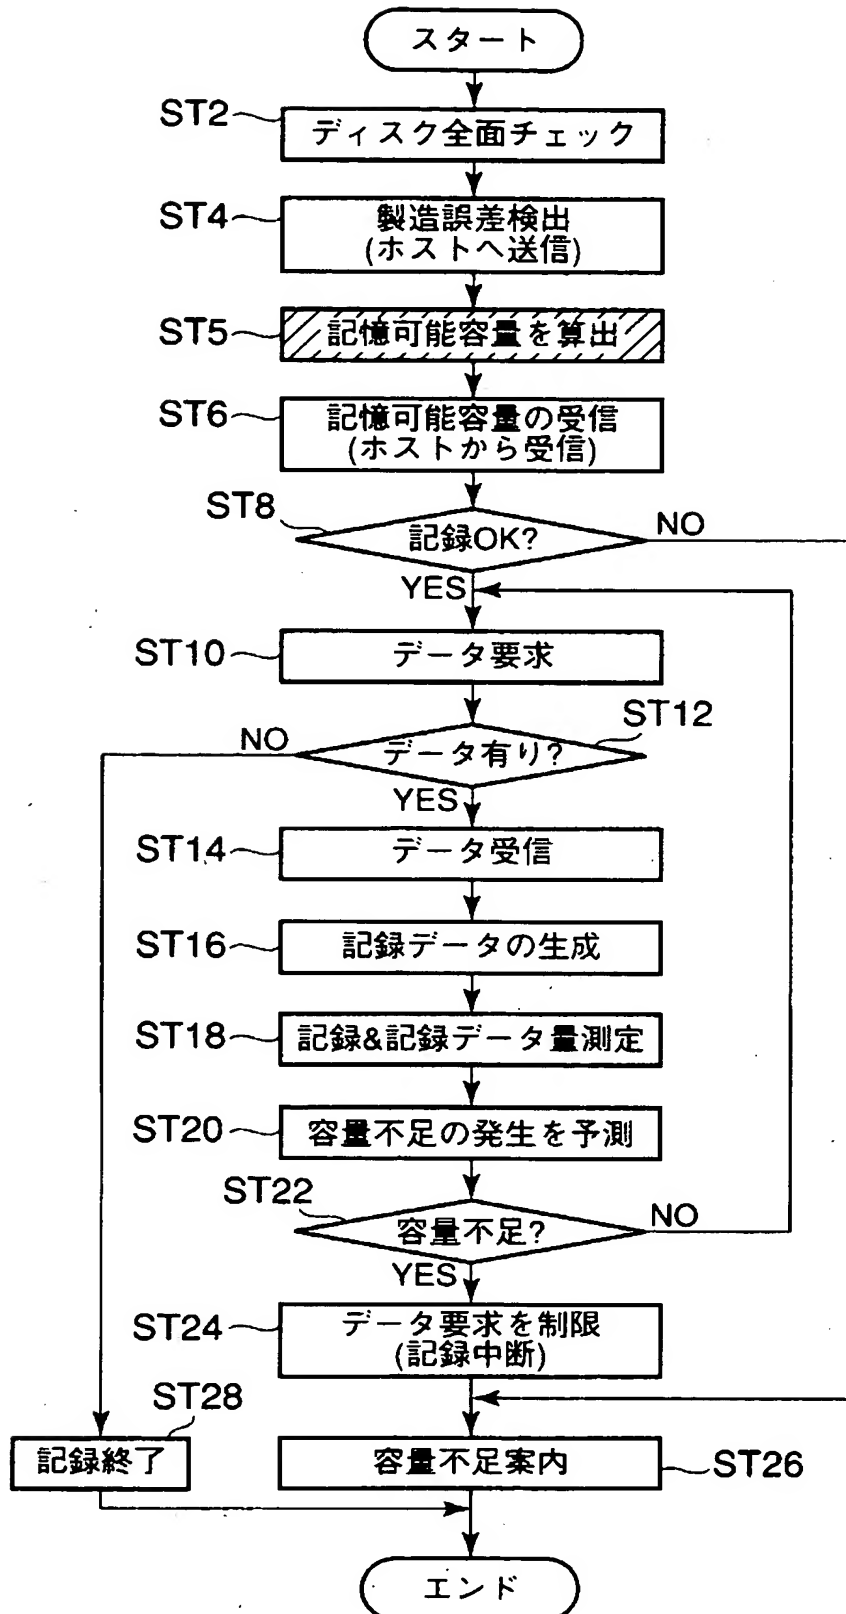 スタート
ST2
ディスク全面チェック
ST4
製造誤差検出
(ホストへ送信)
ST5
記憶可能容量を算出
ST6
記憶可能容量の受信
(ホストから受信)
ST8
記録OK?
NO
YES
ST10
データ要求
ST12
データ有り?
NO
YES
ST14
データ受信
ST16
記録データの生成
ST18
記録&記録データ量測定
ST20
容量不足の発生を予測
ST22
容量不足?
NO
YES
ST24
データ要求を制限
(記録中断)
ST28
記録終了
容量不足案内
ST26
エンド